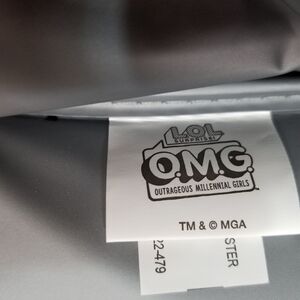 L.O.L
SURPRISE!
O.M.G.
OUTRAGEOUS MILLENNIAL GIRLS
TM & © MGA